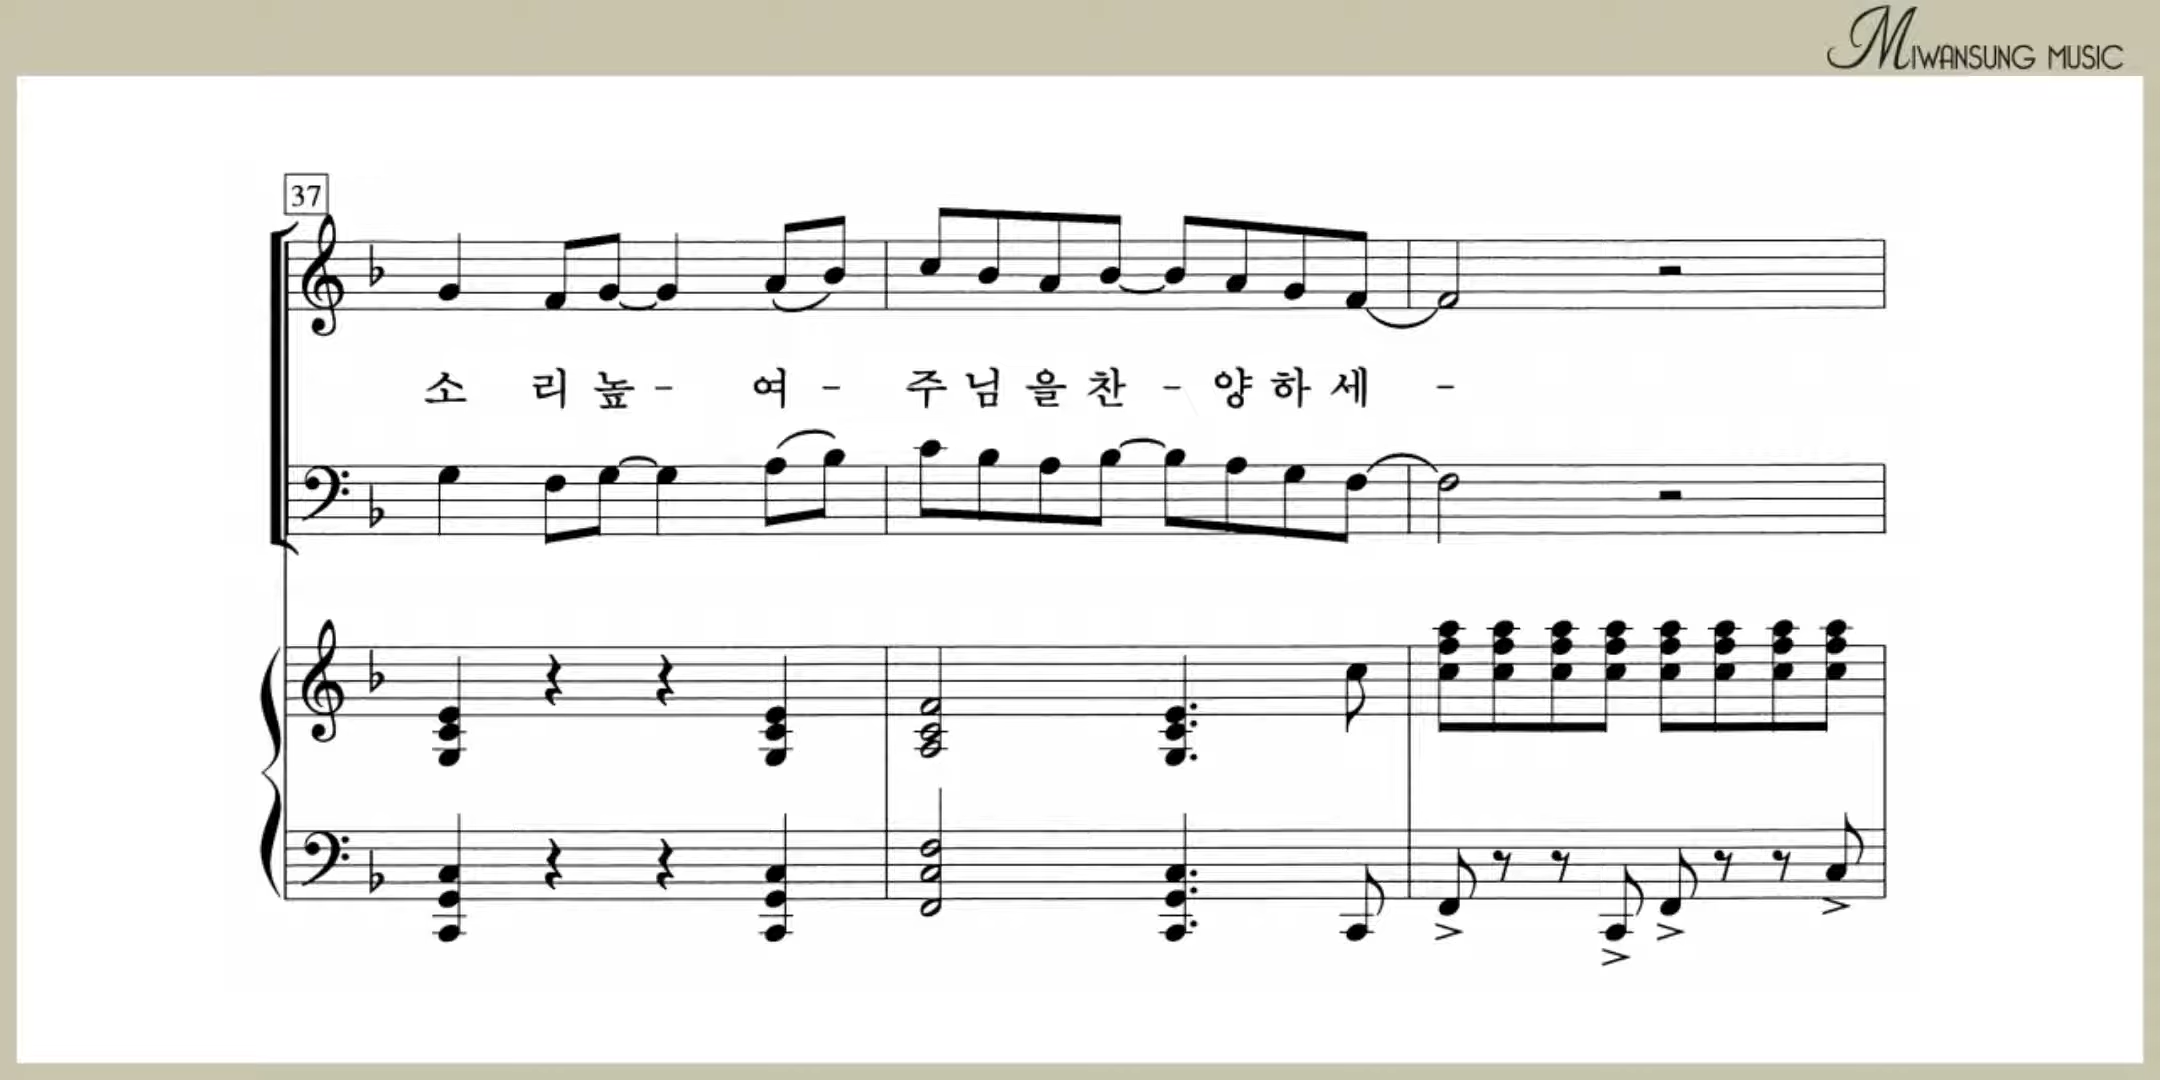 MIWANSUNG MUSIC
37
소 리 높 - 여 - 주 님 을 찬 - 양 하 세 -